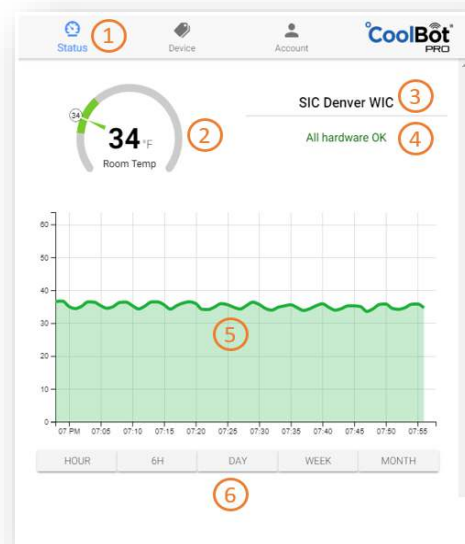 Status
1
Device
Account
°CoolBot
PRO
34
34 °F
Room Temp
2
SIC Denver WIC
3
All hardware OK
4
60
50
40
30
20
10
0
5
07 PM 07:05 07:10 07:15 07:20 07:25 07:30 07:35 07:40 07:45 07:50 07:55
HOUR 6H DAY WEEK MONTH
6